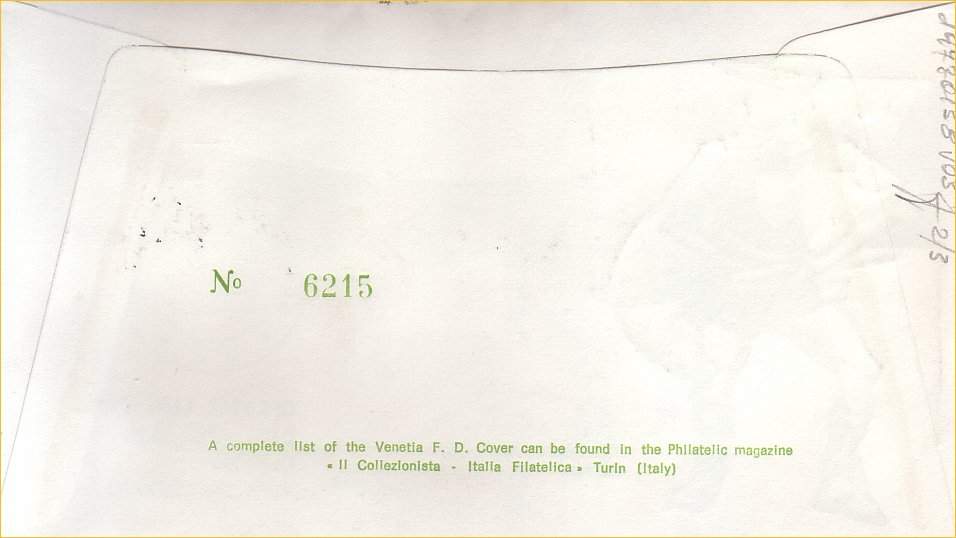 No 6215
A complete list of the Venetia F. D. Cover can be found in the Philatelic magazine
« Il Collezionista - Italia Filatelica » Turin (Italy)